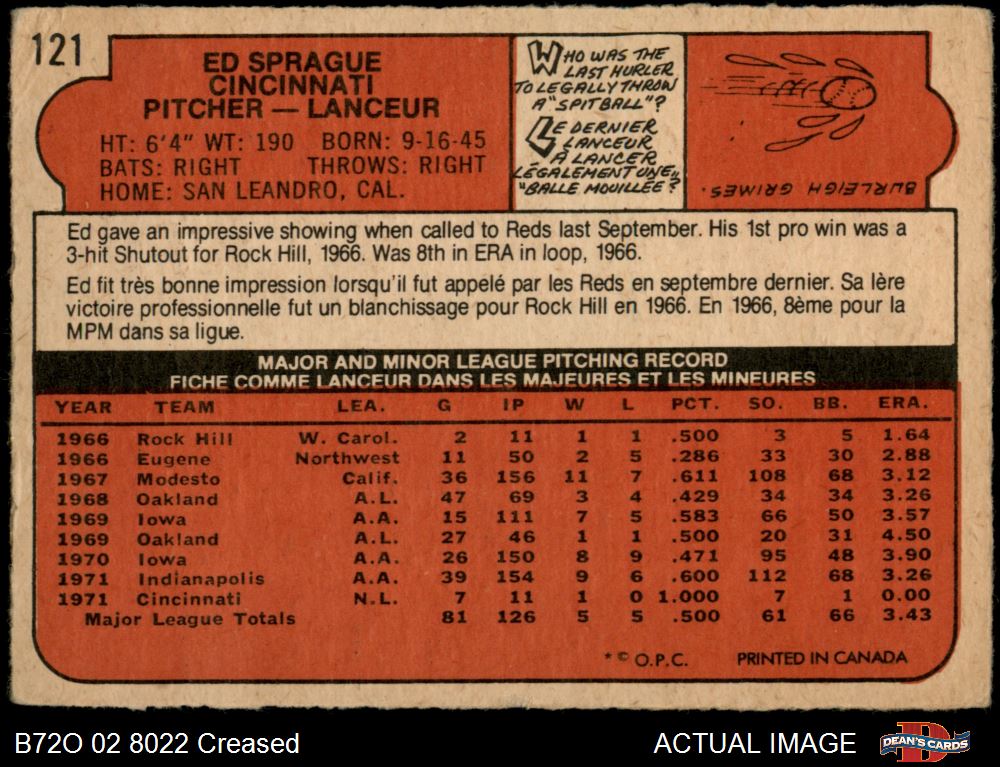 121
ED SPRAGUE
CINCINNATI
PITCHER — LANCEUR
HT: 6'4" WT: 190 BORN: 9-16-45
BATS: RIGHT THROWS: RIGHT
HOME: SAN LEANDRO, CAL.
WHO WAS THE
LAST HURLER
TO LEGALLY THROW
A "SPITBALL"?
LE DERNIER
LANCEUR
À LANCER
LÉGALEMENT UNE
"BALLE MOUILLÉE"?
BURLEIGH GRIMES.
Ed gave an impressive showing when called to Reds last September. His 1st pro win was a
3-hit Shutout for Rock Hill, 1966. Was 8th in ERA in loop, 1966.
Ed fit très bonne impression lorsqu'il fut appelé par les Reds en septembre dernier. Sa lère
victoire professionnelle fut un blanchissage pour Rock Hill en 1966. En 1966, 8ème pour la
MPM dans sa ligue.
MAJOR AND MINOR LEAGUE PITCHING RECORD
FICHE COMME LANCEUR DANS LES MAJEURES ET LES MINEURES
YEAR TEAM LEA. G IP W L PCT. SO. BB. ERA.
1966 Rock Hill W. Carol. 2 11 1 1 .500 3 5 1.64
1966 Eugene Northwest 11 50 2 5 .286 33 30 2.88
1967 Modesto Calif. 36 156 11 7 .611 108 68 3.12
1968 Oakland A.L. 47 69 3 4 .429 34 34 3.26
1969 Iowa A.A. 15 111 7 5 .583 66 50 3.57
1969 Oakland A.L. 27 46 1 1 .500 20 31 4.50
1970 Iowa A.A. 26 150 8 9 .471 95 48 3.90
1971 Indianapolis A.A. 39 154 9 6 .600 112 68 3.26
1971 Cincinnati N.L. 7 11 1 0 1.000 7 1 0.00
Major League Totals 81 126 5 5 .500 61 66 3.43
* © O.P.C. PRINTED IN CANADA
B72O 02 8022 Creased
ACTUAL IMAGE
B
DEAN'S CARDS